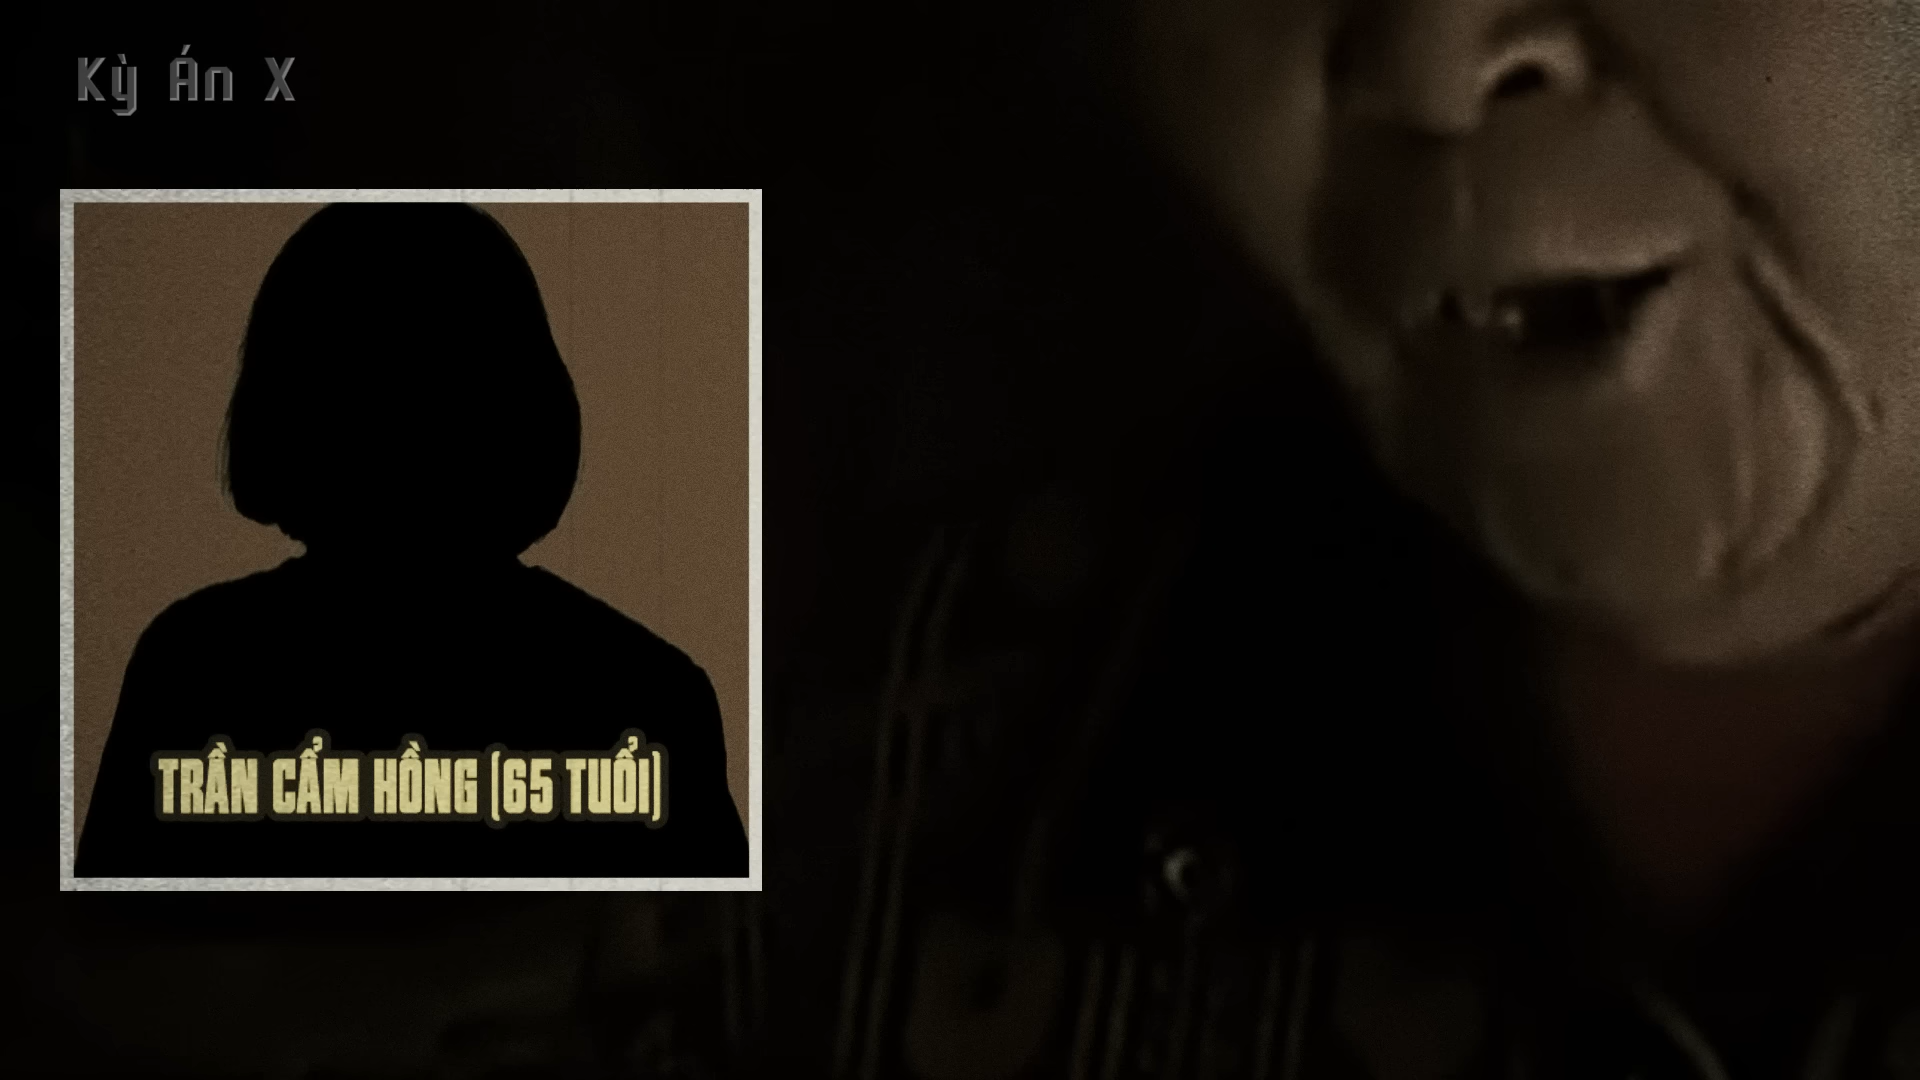 Kỳ Án X
TRẦN CẨM HỒNG (65 TUỔI)